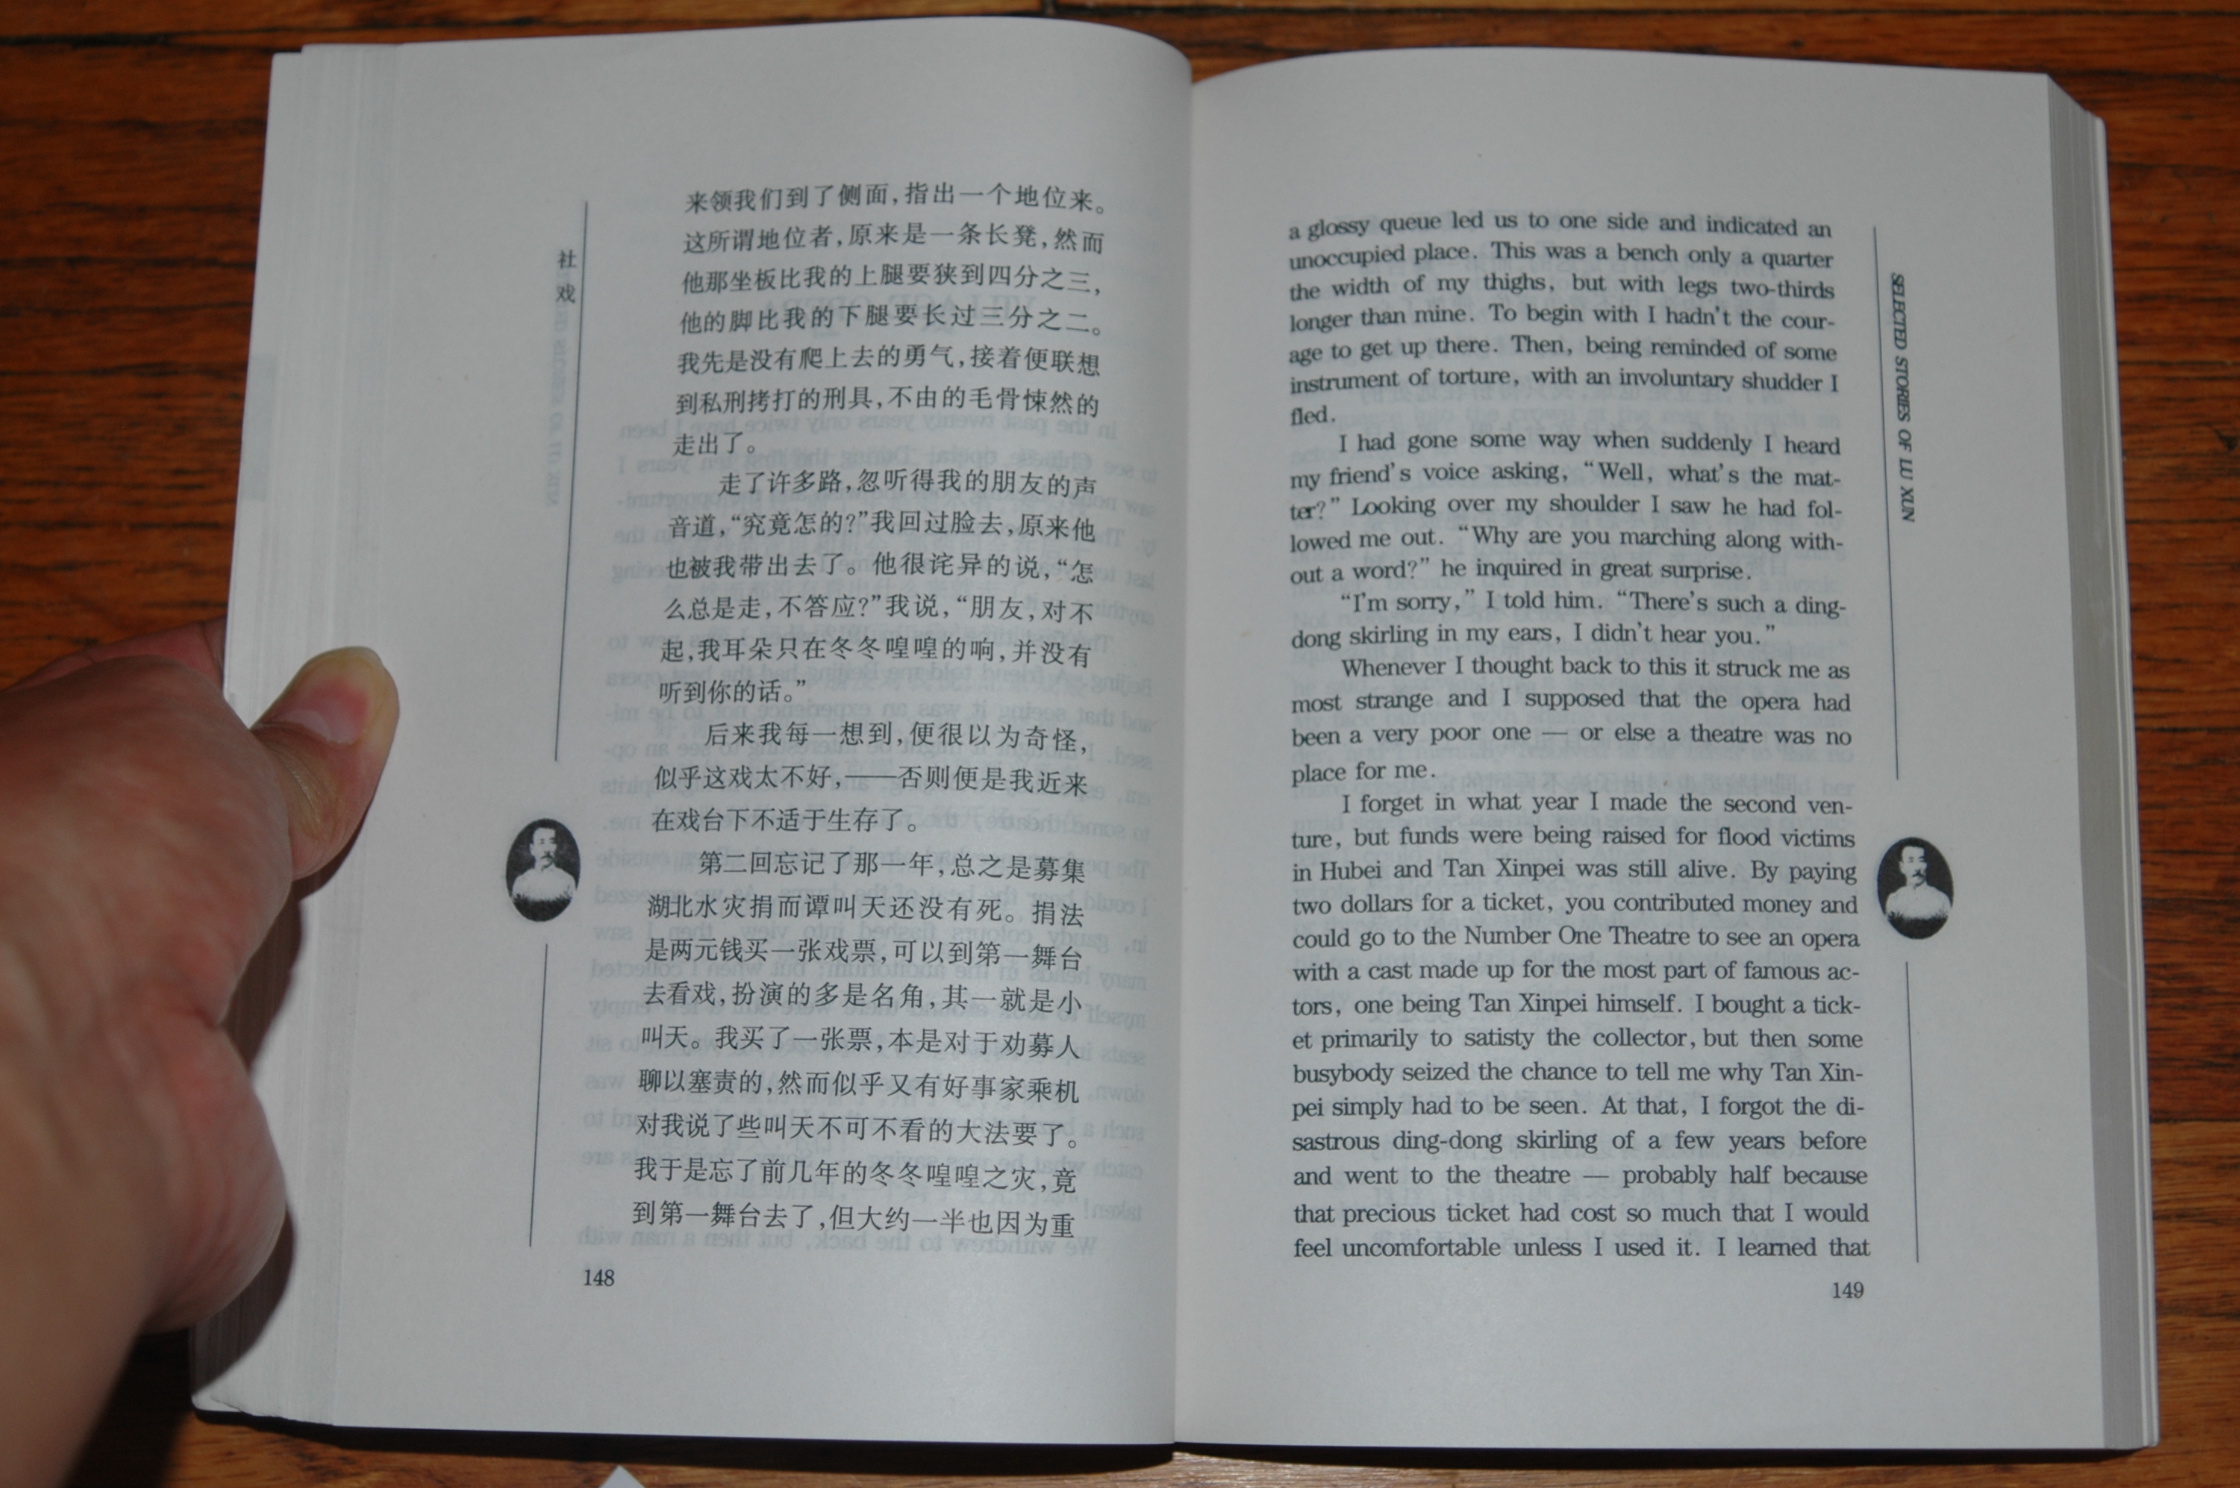 社
戏
来领我们到了侧面,指出一个地位来。
这所谓地位者,原来是一条长凳,然而
他那坐板比我的上腿要狭到四分之三,
他的脚比我的下腿要长过三分之二。
我先是没有爬上去的勇气,接着便联想
到私刑拷打的刑具,不由的毛骨悚然的
走出了。
走了许多路,忽听得我的朋友的声
音道,“究竟怎的?”我回过脸去,原来他
也被我带出去了。他很诧异的说,“怎
么总是走,不答应?”我说,“朋友,对不
起,我耳朵只在冬冬喤喤的响,并没有
听到你的话。”
后来我每一想到,便很以为奇怪,
似乎这戏太不好,——否则便是我近来
在戏台下不适于生存了。
第二回忘记了那一年,总之是募集
湖北水灾捐而谭叫天还没有死。捐法
是两元钱买一张戏票,可以到第一舞台
去看戏,扮演的多是名角,其一就是小
叫天。我买了一张票,本是对于劝募人
聊以塞责的,然而似乎又有好事家乘机
对我说了些叫天不可不看的大法要了。
我于是忘了前几年的冬冬喤喤之灾,竟
到第一舞台去了,但大约一半也因为重
148
SELECTED STORIES OF LU XUN
a glossy queue led us to one side and indicated an
unoccupied place. This was a bench only a quarter
the width of my thighs, but with legs two-thirds
longer than mine. To begin with I hadn't the cour-
age to get up there. Then, being reminded of some
instrument of torture, with an involuntary shudder I
fled.
I had gone some way when suddenly I heard
my friend's voice asking, “Well, what's the mat-
ter?” Looking over my shoulder I saw he had fol-
lowed me out. “Why are you marching along with-
out a word?” he inquired in great surprise.
“I'm sorry,” I told him. “There's such a ding-
dong skirling in my ears, I didn't hear you.”
Whenever I thought back to this it struck me as
most strange and I supposed that the opera had
been a very poor one — or else a theatre was no
place for me.
I forget in what year I made the second ven-
ture, but funds were being raised for flood victims
in Hubei and Tan Xinpei was still alive. By paying
two dollars for a ticket, you contributed money and
could go to the Number One Theatre to see an opera
with a cast made up for the most part of famous ac-
tors, one being Tan Xinpei himself. I bought a tick-
et primarily to satisty the collector, but then some
busybody seized the chance to tell me why Tan Xin-
pei simply had to be seen. At that, I forgot the di-
sastrous ding-dong skirling of a few years before
and went to the theatre — probably half because
that precious ticket had cost so much that I would
feel uncomfortable unless I used it. I learned that
149